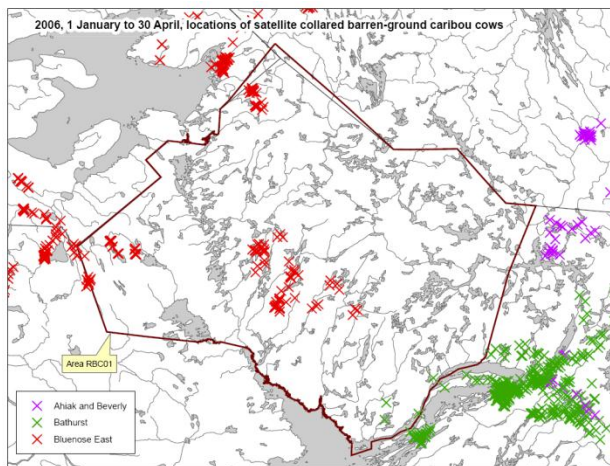 2006, 1 January to 30 April, locations of satellite collared barren-ground caribou cows
Area RBC01
Ahiak and Beverly
Bathurst
Bluenose East